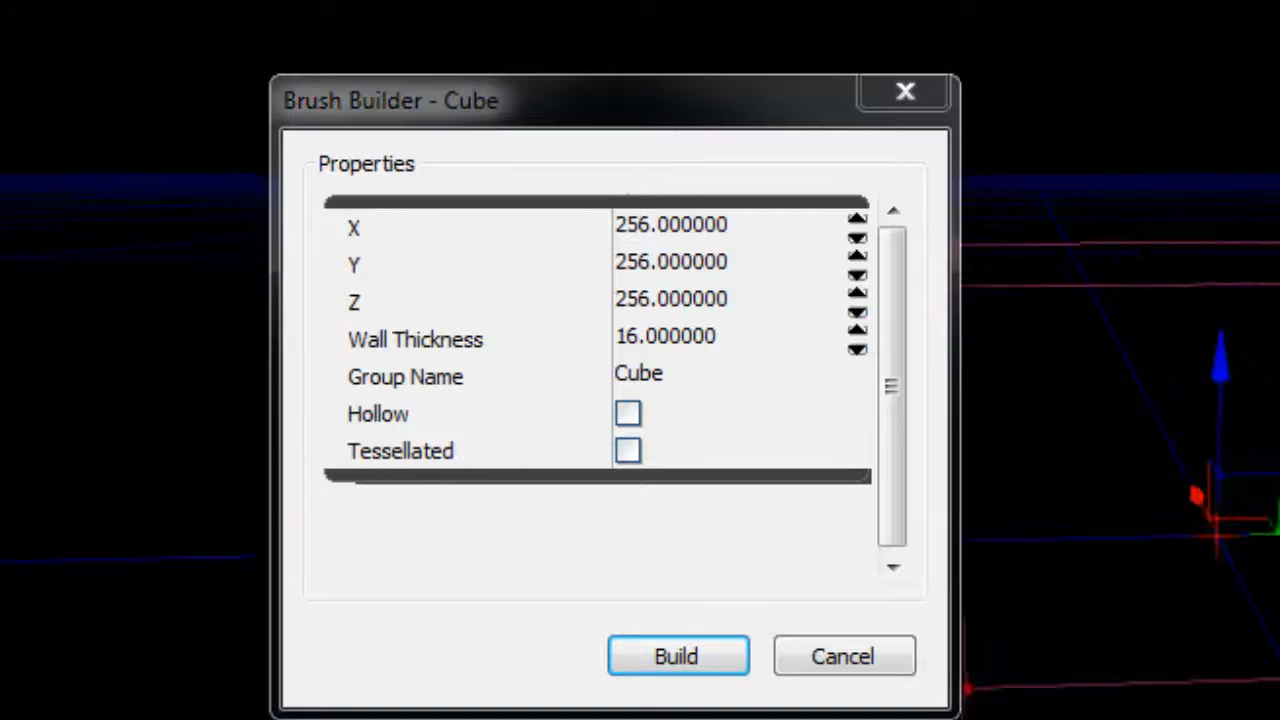 Brush Builder - Cube
Properties
X 256.000000
Y 256.000000
Z 256.000000
Wall Thickness 16.000000
Group Name Cube
Hollow
Tessellated
Build Cancel